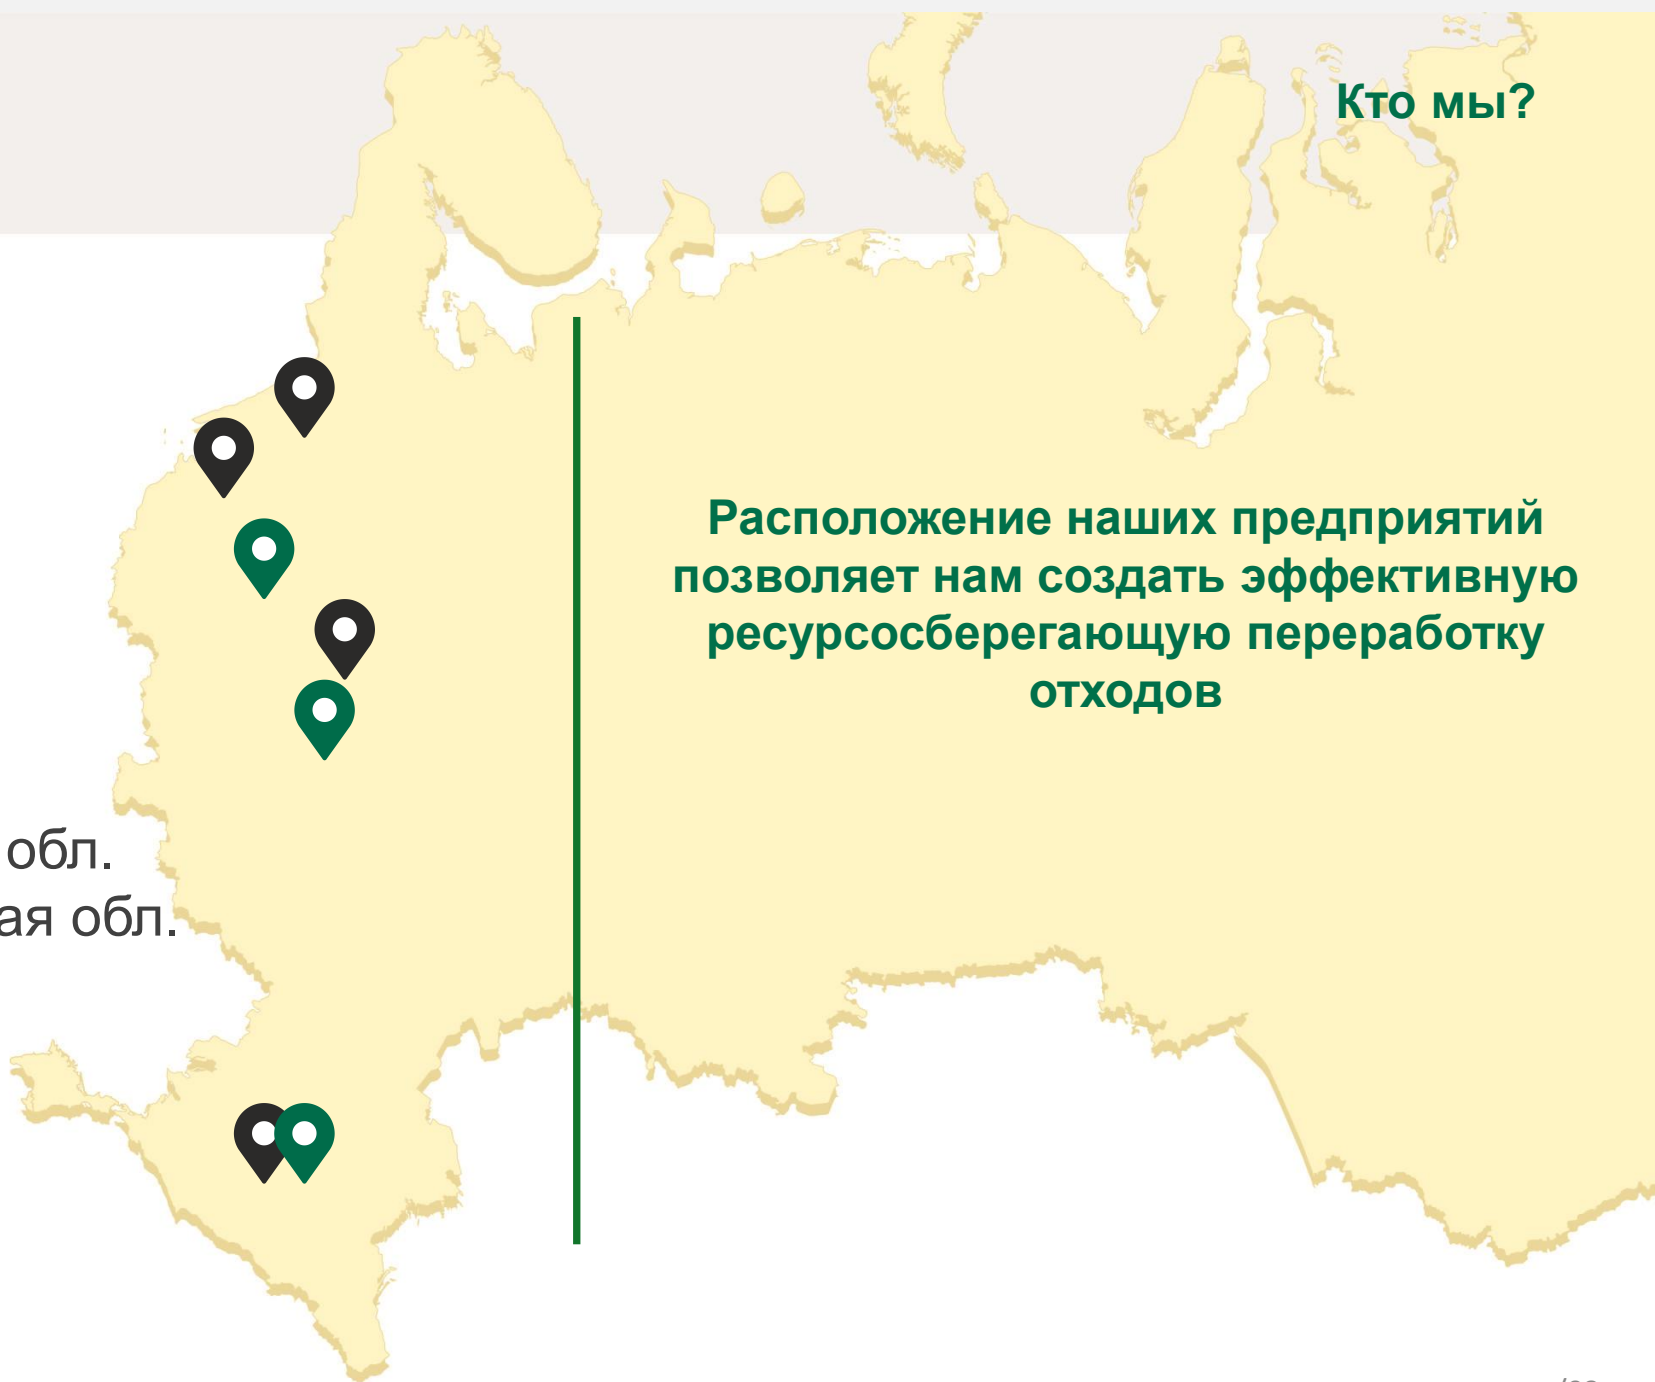 Кто мы?
Расположение наших предприятий
позволяет нам создать эффективную
ресурсосберегающую переработку
отходов
обл.
ая обл.